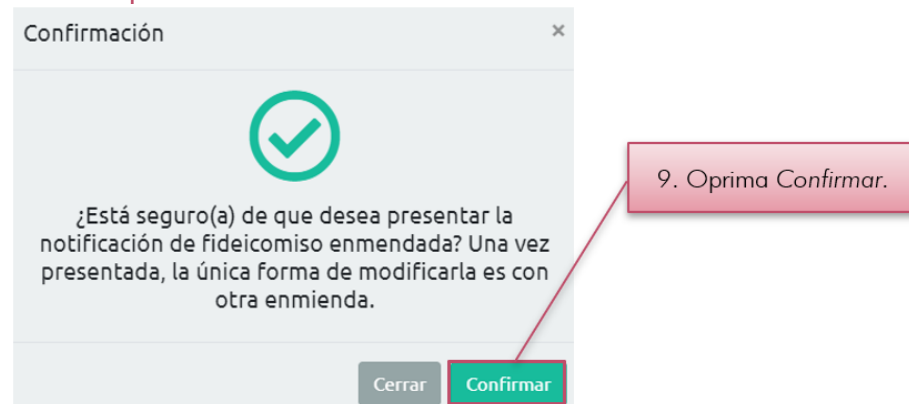 Confirmación ×
9. Oprima Confirmar.
¿Está seguro(a) de que desea presentar la
notificación de fideicomiso enmendada? Una vez
presentada, la única forma de modificarla es con
otra enmienda.
Cerrar Confirmar